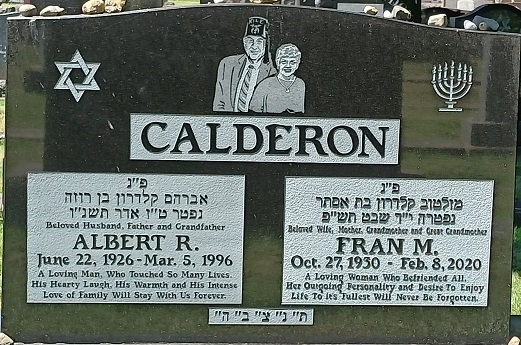 CALDERON
פ״נ
אברהם קלדרון בן רוזה
נפטר ט״ו אדר תשנ״ו
Beloved Husband, Father and Grandfather
ALBERT R.
June 22, 1926 - Mar. 5, 1996
A Loving Man, Who Touched So Many Lives.
His Hearty Laugh, His Warmth and His Intense
Love of Family Will Stay With Us Forever.
פ״נ
מזלטוב קלדרון בת אסתר
נפטרה י״ד שבט תש״פ
Beloved Wife, Mother, Grandmother and Great Grandmother
FRAN M.
Oct. 27, 1930 - Feb. 8, 2020
A Loving Woman Who Befriended All.
Her Outgoing Personality and Desire To Enjoy
Life To it's Fullest Will Never Be Forgotten.
ת״ נ״ צ״ ב״ ה״